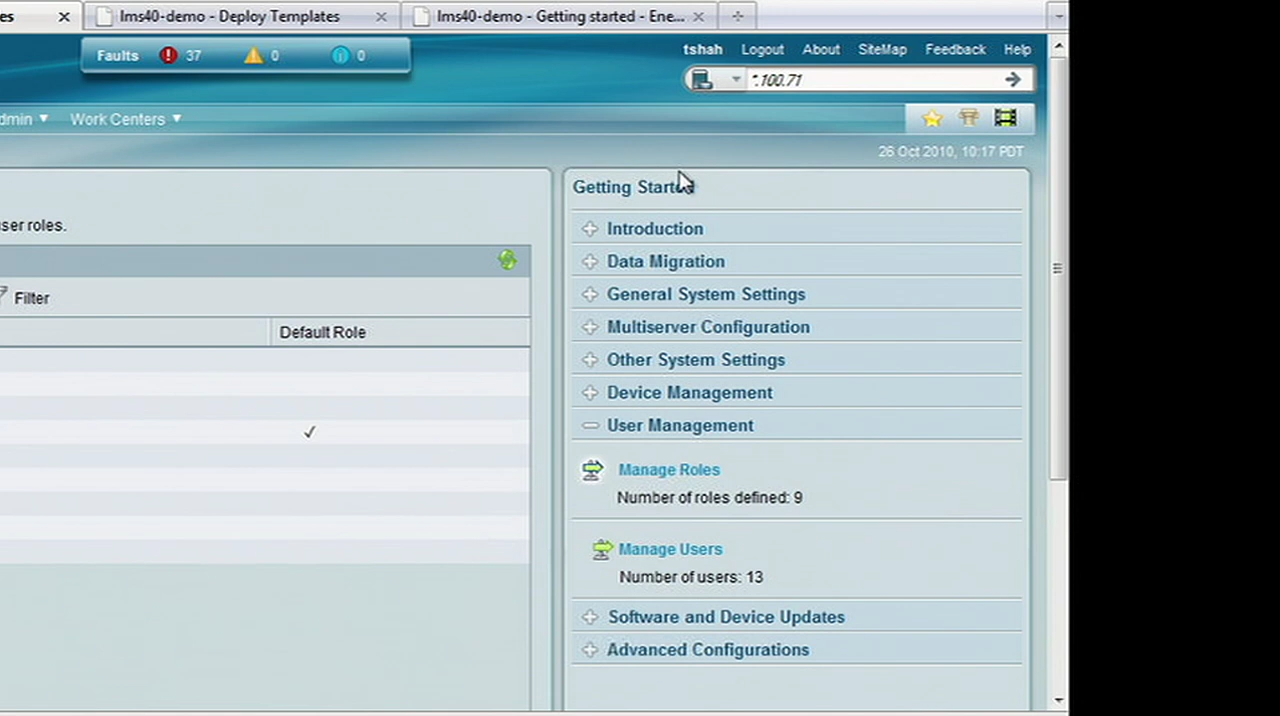 es
lms40-demo - Deploy Templates
lms40-demo - Getting started - Ene...
Faults 37 0 0
tshah Logout About SiteMap Feedback Help
*.100.71
dmin Work Centers
26 Oct 2010, 10:17 PDT
Getting Started
ser roles.
Introduction
Data Migration
Filter
General System Settings
Default Role
Multiserver Configuration
Other System Settings
Device Management
User Management
Manage Roles
Number of roles defined: 9
Manage Users
Number of users: 13
Software and Device Updates
Advanced Configurations